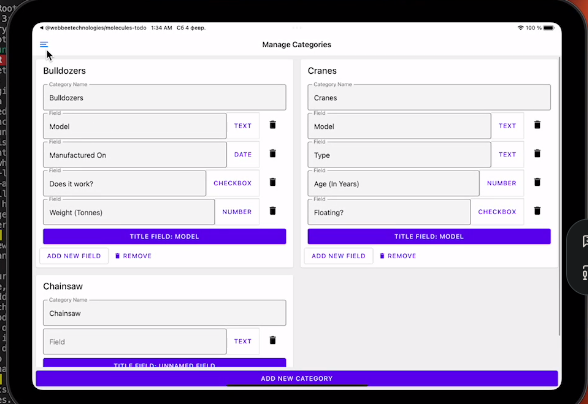 @webbeetechnologies/molecules-todo 1:34 AM Сб 4 февр. 100 %
Manage Categories
Bulldozers
Category Name
Bulldozers
Field
Model TEXT
Field
Manufactured On DATE
Field
Does it work? CHECKBOX
Field
Weight (Tonnes) NUMBER
TITLE FIELD: MODEL
ADD NEW FIELD REMOVE
Cranes
Category Name
Cranes
Field
Model TEXT
Field
Type TEXT
Field
Age (In Years) NUMBER
Field
Floating? CHECKBOX
TITLE FIELD: MODEL
ADD NEW FIELD REMOVE
Chainsaw
Category Name
Chainsaw
Field TEXT
TITLE FIELD: UNNAMED FIELD
ADD NEW CATEGORY